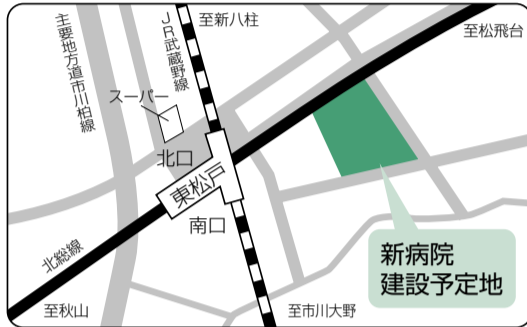 主要地方道市川柏線
JR武蔵野線
至新八柱
至松飛台
スーパー
北口
東松戸
南口
北総線
至秋山
至市川大野
新病院
建設予定地